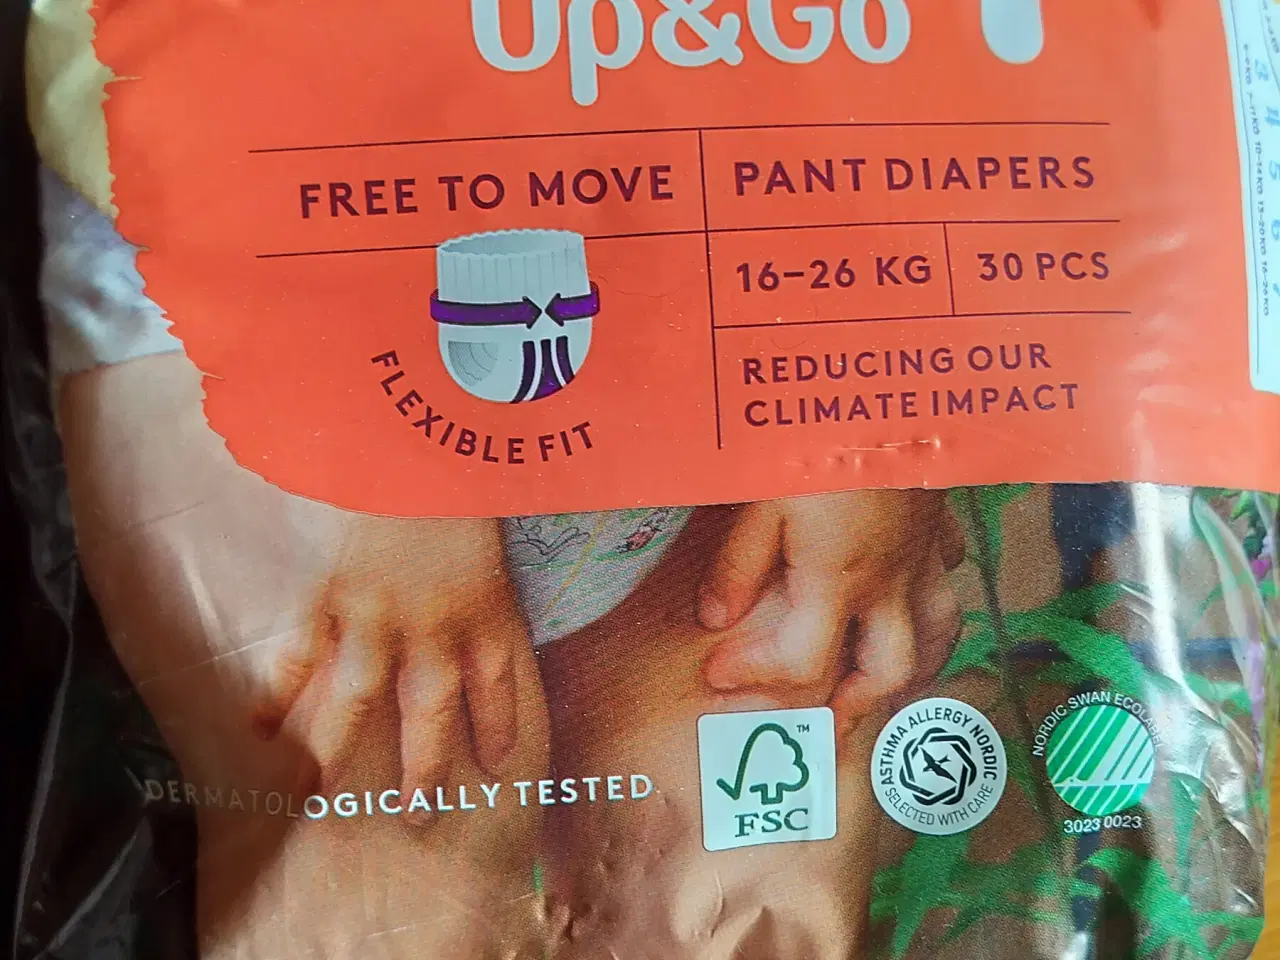 Up&Go
FREE TO MOVE
PANT DIAPERS
16–26 KG
30 PCS
REDUCING OUR
CLIMATE IMPACT
FLEXIBLE FIT
DERMATOLOGICALLY TESTED
FSC
TM
ASTHMA ALLERGY NORDIC
SELECTED WITH CARE
NORDIC SWAN ECOLABEL
3023 0023